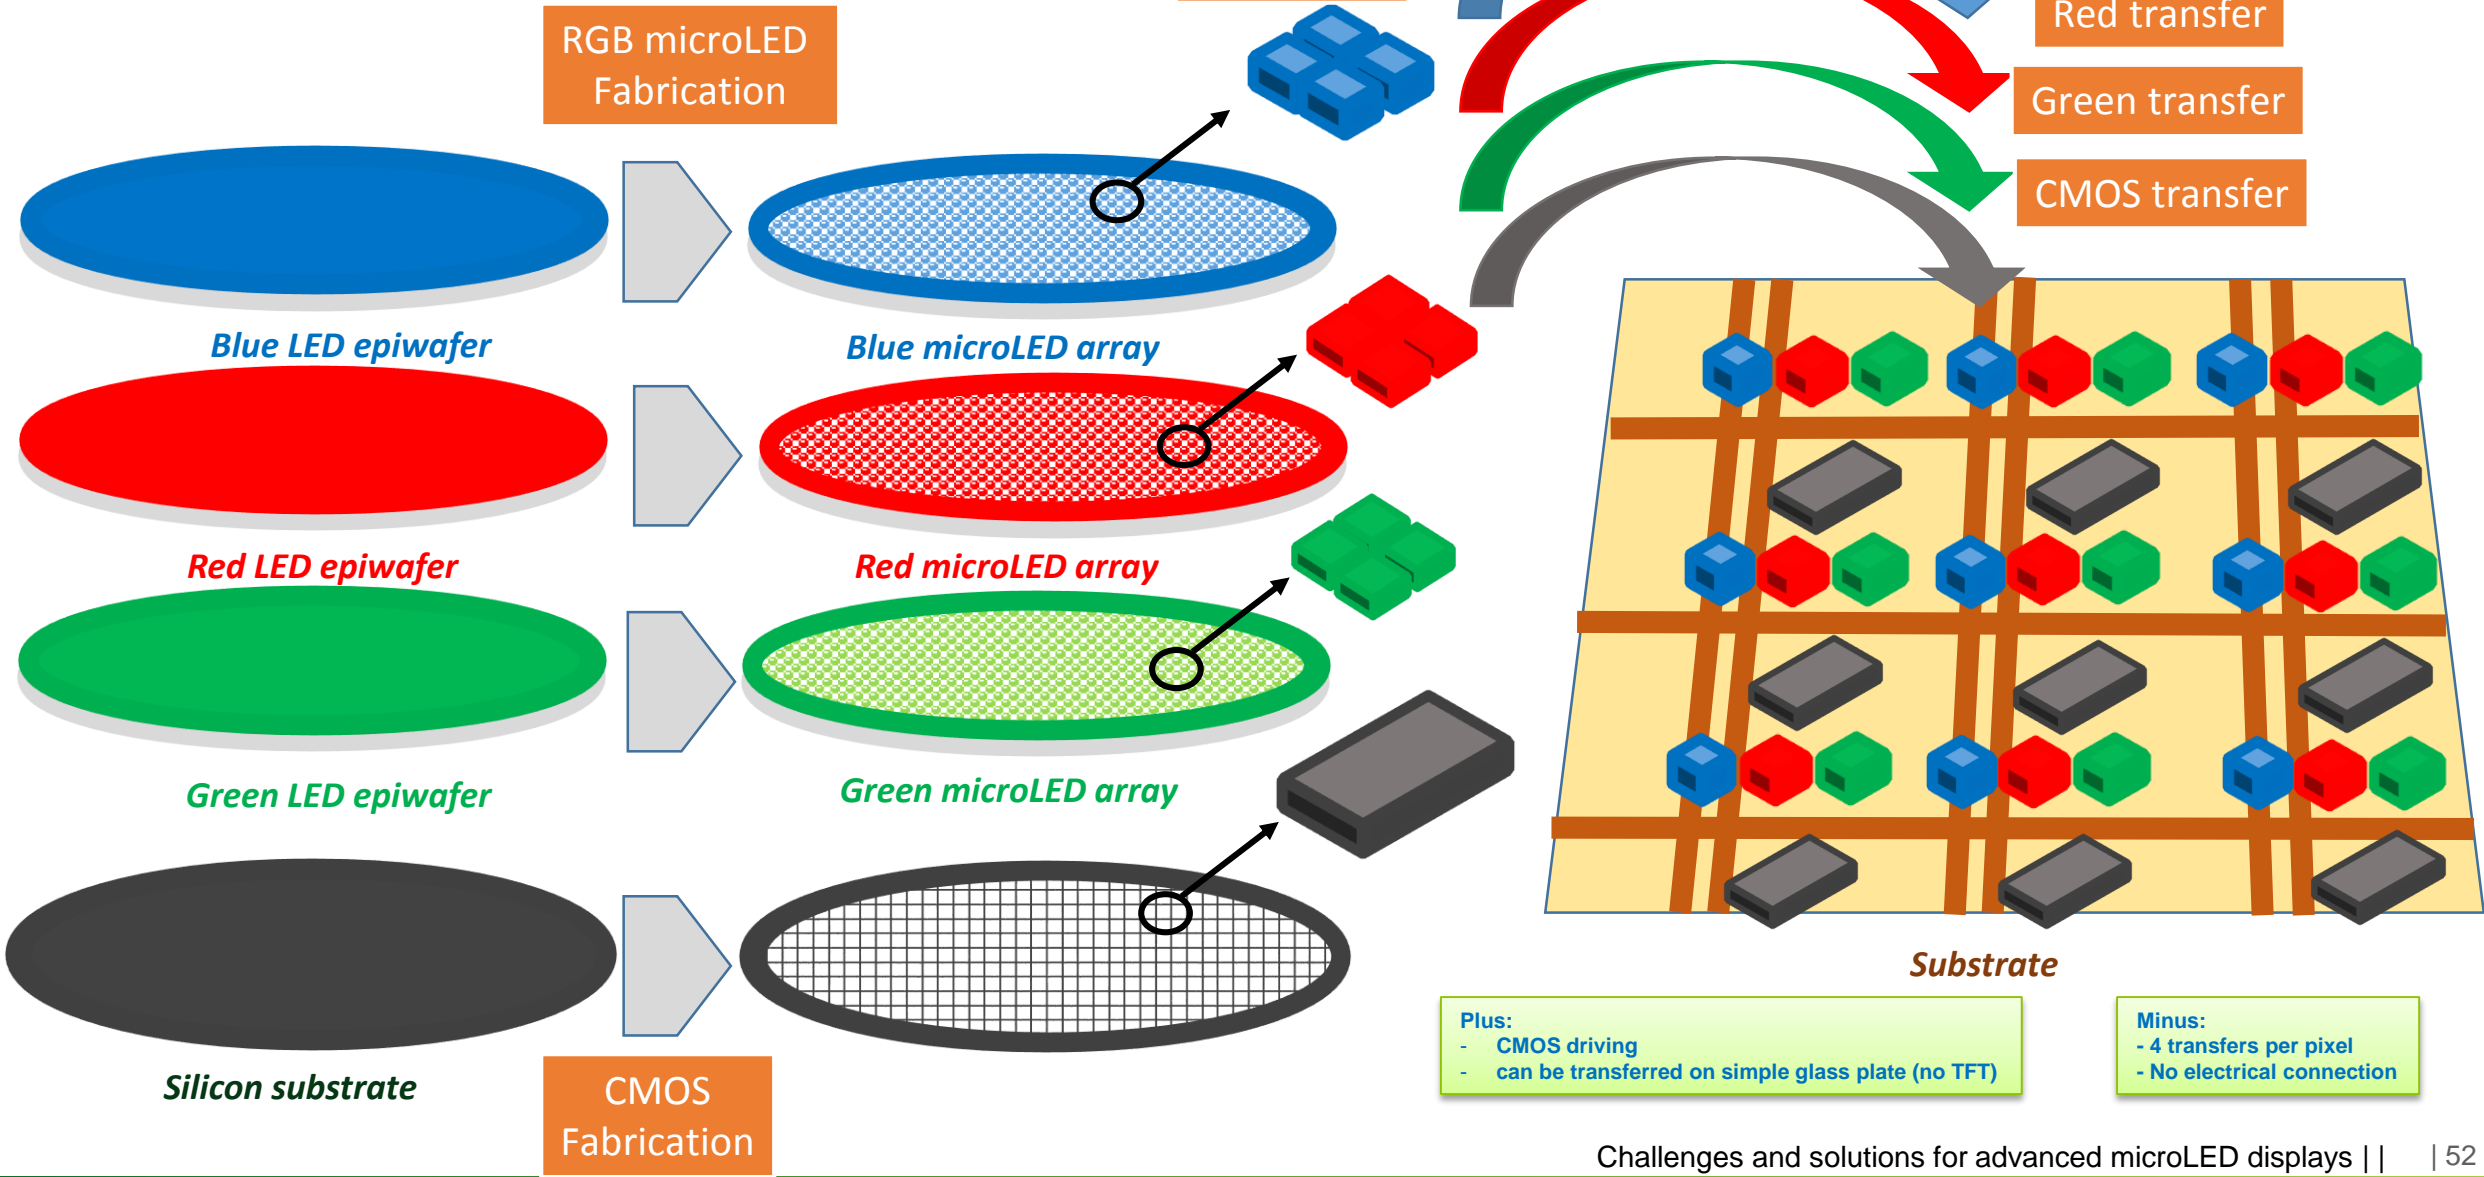 RGB microLED
Fabrication
Red transfer
Green transfer
CMOS transfer
Blue LED epiwafer
Blue microLED array
Red LED epiwafer
Red microLED array
Green LED epiwafer
Green microLED array
Silicon substrate
CMOS
Fabrication
Substrate
Plus:
- CMOS driving
- can be transferred on simple glass plate (no TFT)
Minus:
- 4 transfers per pixel
- No electrical connection
Challenges and solutions for advanced microLED displays | | | 52